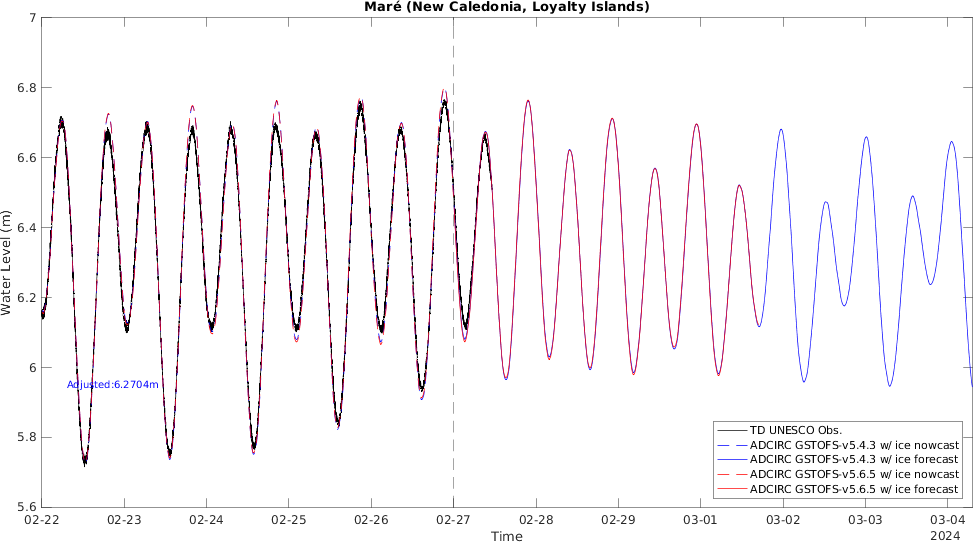 Maré (New Caledonia, Loyalty Islands)
7
6.8
6.6
6.4
6.2
6
5.8
5.6
Water Level (m)
Adjusted:6.2704m
TD UNESCO Obs.
ADCIRC GSTOFS-v5.4.3 w/ ice nowcast
ADCIRC GSTOFS-v5.4.3 w/ ice forecast
ADCIRC GSTOFS-v5.6.5 w/ ice nowcast
ADCIRC GSTOFS-v5.6.5 w/ ice forecast
02-22 02-23 02-24 02-25 02-26 02-27 02-28 02-29 03-01 03-02 03-03 03-04
2024
Time